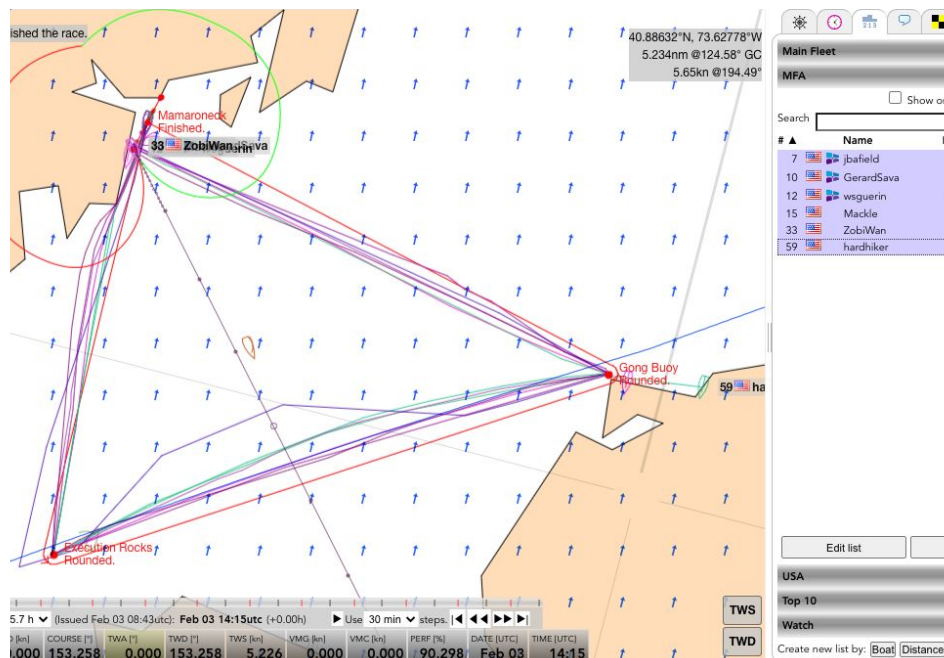 ished the race.
40.88632°N, 73.62778°W
5.234nm @124.58° GC
5.65kn @194.49°
Mamaroneck
Finished.
33 ZobiWan
Gong Buoy
Rounded.
59 ha
Execution Rocks
Rounded.
5.7 h (Issued Feb 03 08:43utc): Feb 03 14:15utc (+0.00h) Use 30 min steps.
[kn] COURSE [°] TWA [°] TWD [°] TWS [kn] VMG [kn] VMC [kn] PERF [%] DATE [UTC] TIME [UTC]
.000 153.258 0.000 153.258 5.226 0.000 0.000 90.298 Feb 03 14:15
TWS
TWD
213
Main Fleet
MFA
Show o
Search
# ▲ Name
7 jbafield
10 GerardSava
12 wsguerin
15 Mackle
33 ZobiWan
59 hardhiker
Edit list
USA
Top 10
Watch
Create new list by: Boat Distance